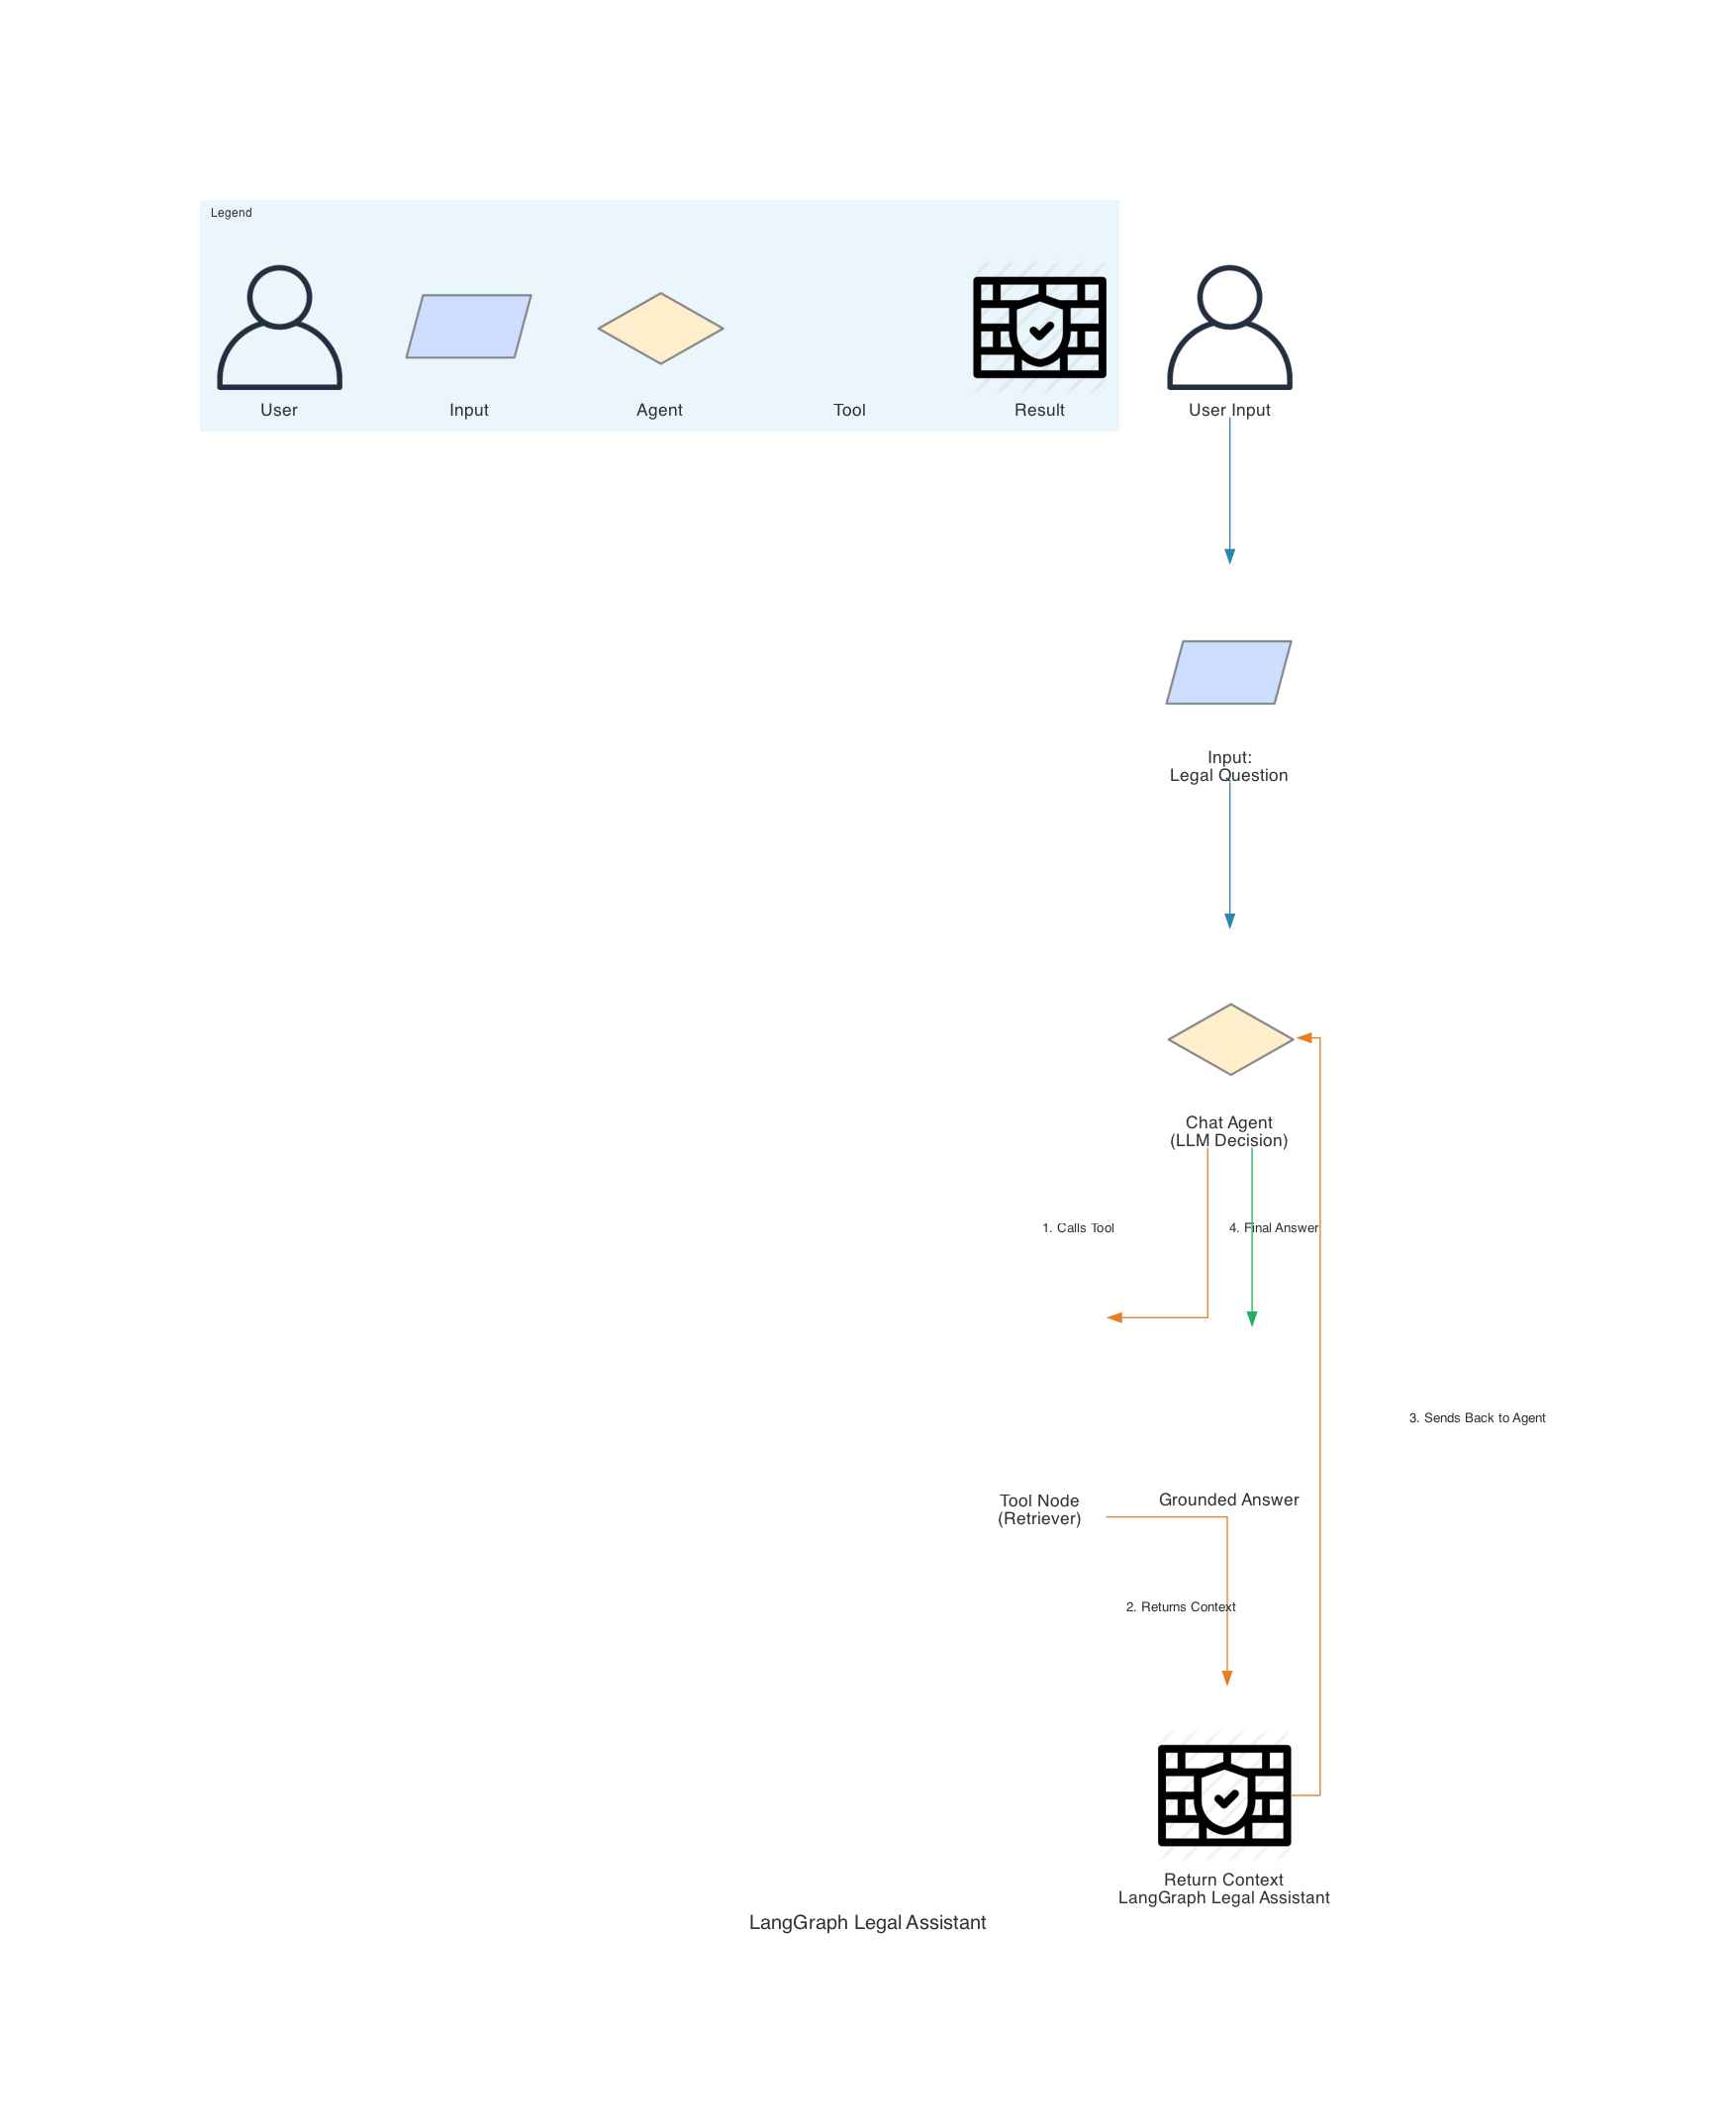 Legend
User
Input
Agent
Tool
Result
User Input
Input:
Legal Question
Chat Agent
(LLM Decision)
1. Calls Tool
4. Final Answer
3. Sends Back to Agent
Tool Node
(Retriever)
Grounded Answer
2. Returns Context
Return Context
LangGraph Legal Assistant
LangGraph Legal Assistant